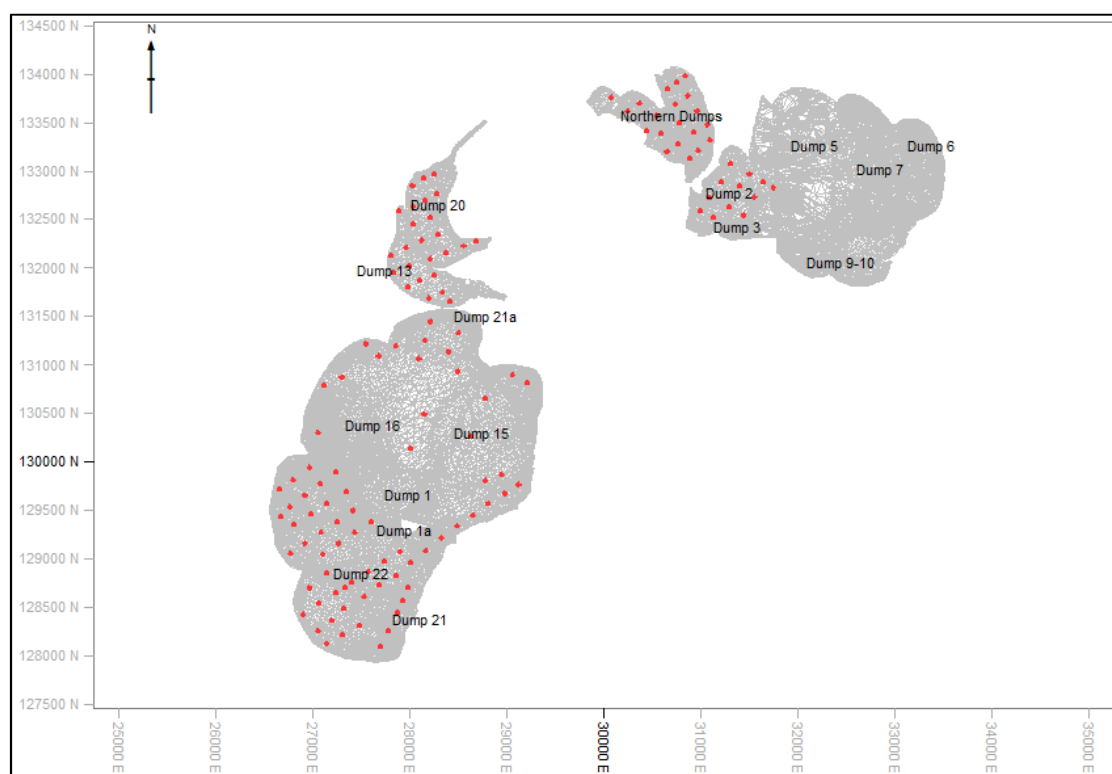 134500 N
N
134000 N
133500 N
Northern Dumps
Dump 5
Dump 6
133000 N
Dump 7
Dump 2
Dump 20
132500 N
Dump 3
132000 N
Dump 13
Dump 9-10
131500 N
Dump 21a
131000 N
130500 N
Dump 16
Dump 15
130000 N
Dump 1
129500 N
Dump 1a
129000 N
Dump 22
128500 N
Dump 21
128000 N
127500 N
25000 E
26000 E
27000 E
28000 E
29000 E
30000 E
31000 E
32000 E
33000 E
34000 E
35000 E